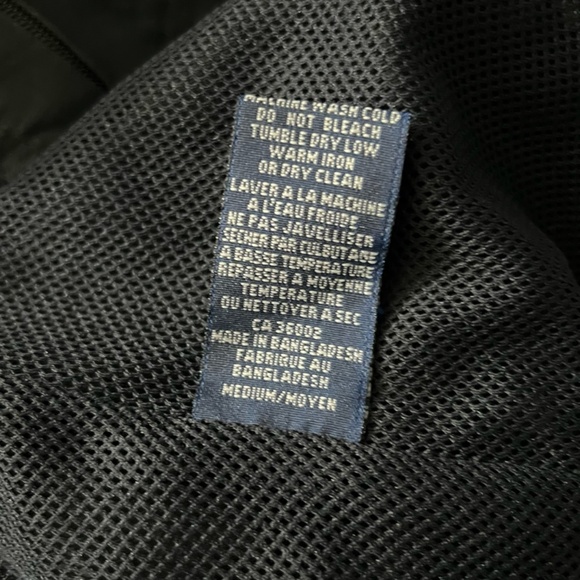 MACHINE WASH COLD
DO NOT BLEACH
TUMBLE DRY LOW
WARM IRON
OR DRY CLEAN
LAVER A LA MACHINE
A L'EAU FROIDE
NE PAS JAVELLISER
SECHER PAR CULBUTAGE
A BASSE TEMPERATURE
REPASSER A MOYENNE
TEMPERATURE
OU NETTOYER A SEC
CA 36002
MADE IN BANGLADESH
FABRIQUE AU
BANGLADESH
MEDIUM/MOYEN